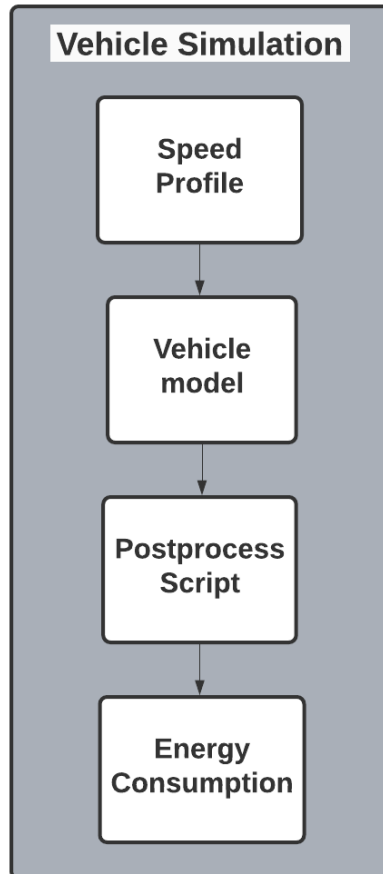 Vehicle Simulation
Speed
Profile
Vehicle
model
Postprocess
Script
Energy
Consumption